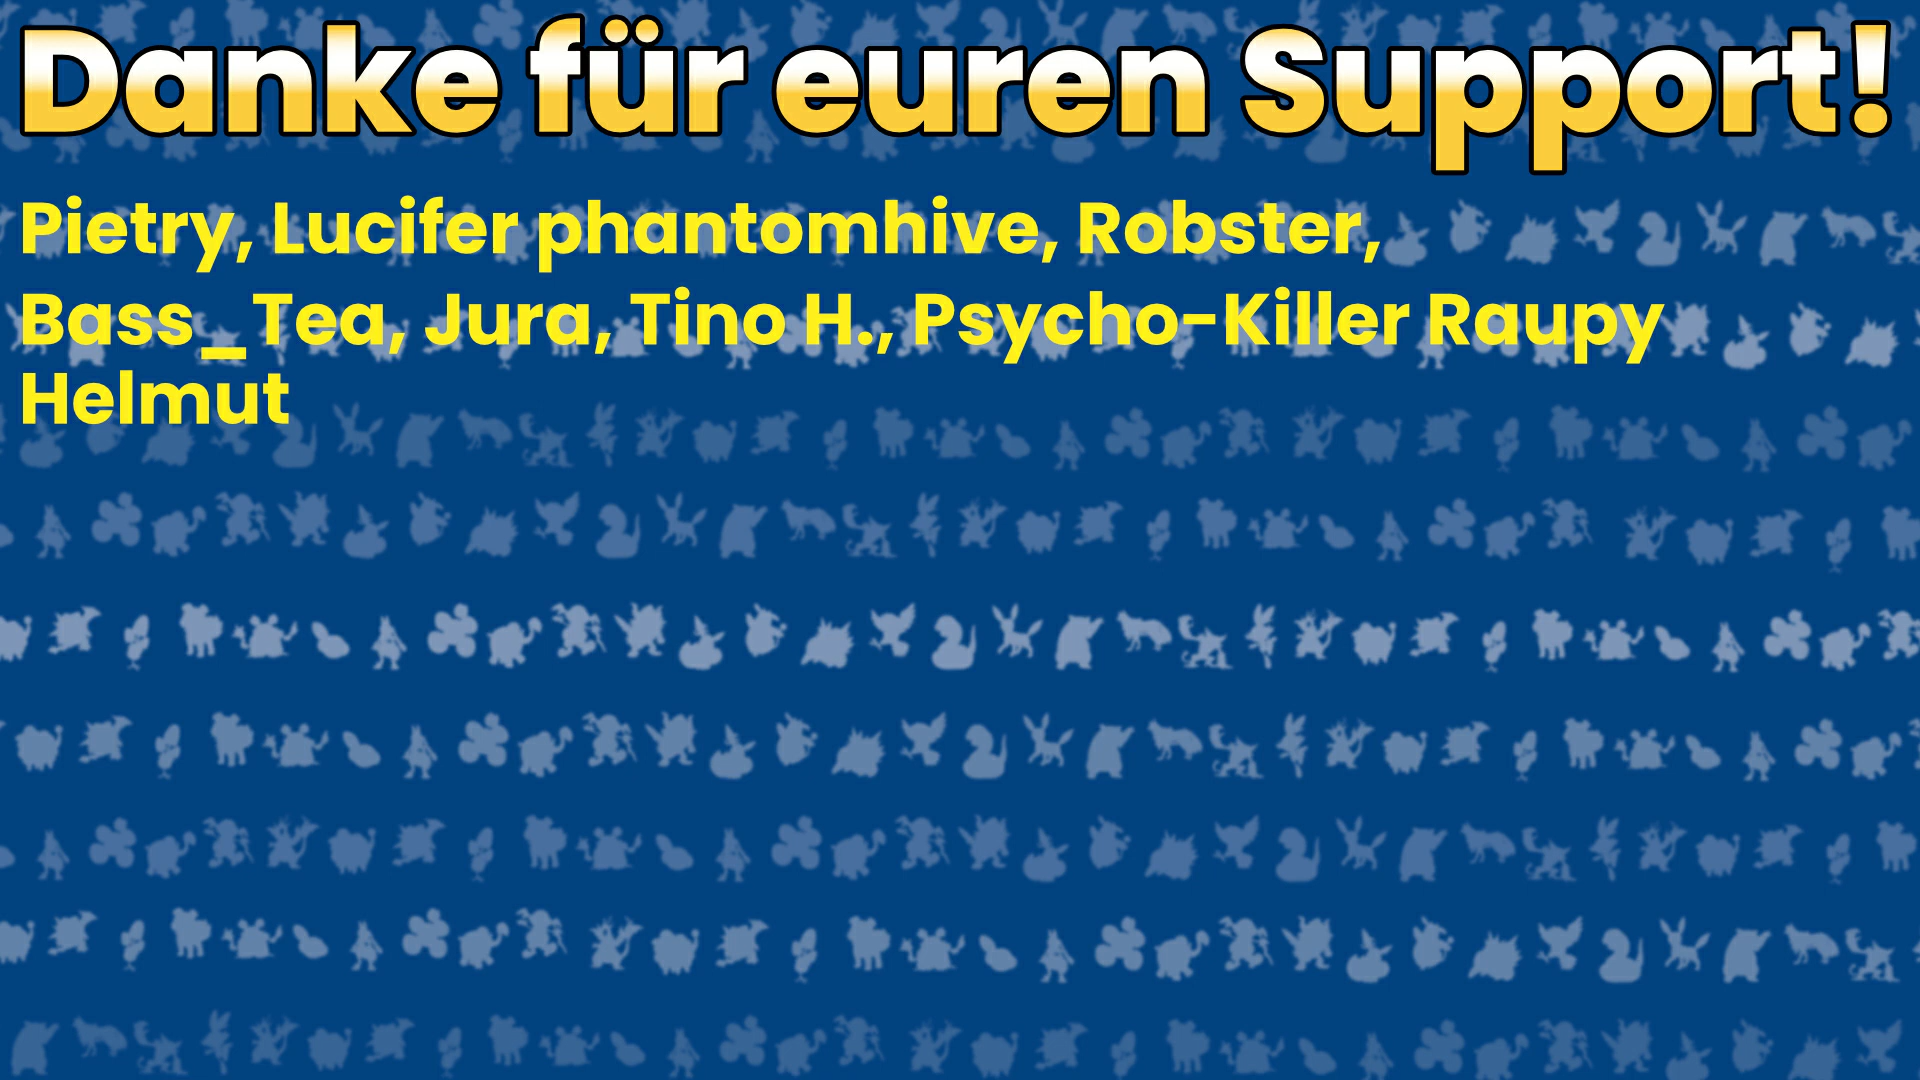 Danke für euren Support!
Pietry, Lucifer phantomhive, Robster,
Bass_Tea, Jura, Tino H., Psycho-Killer Raupy
Helmut